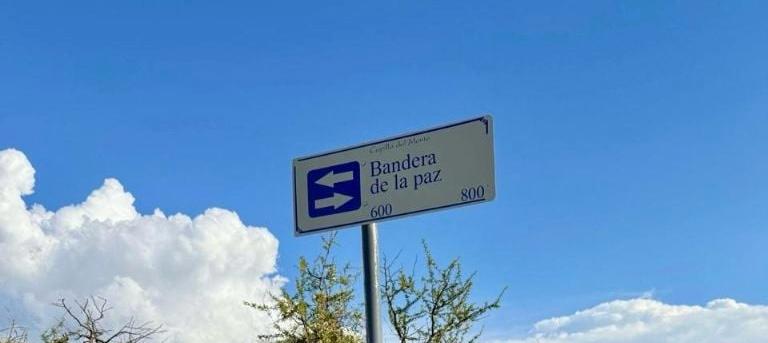 Capilla del Monte
Bandera
de la paz
600 800